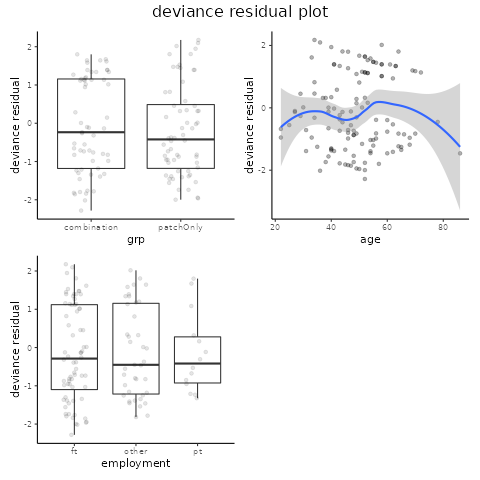 deviance residual plot
2
1
0
-1
-2
deviance residual
combination
patchOnly
grp
2
0
-2
deviance residual
20
40
60
80
age
2
1
0
-1
-2
deviance residual
ft
other
pt
employment